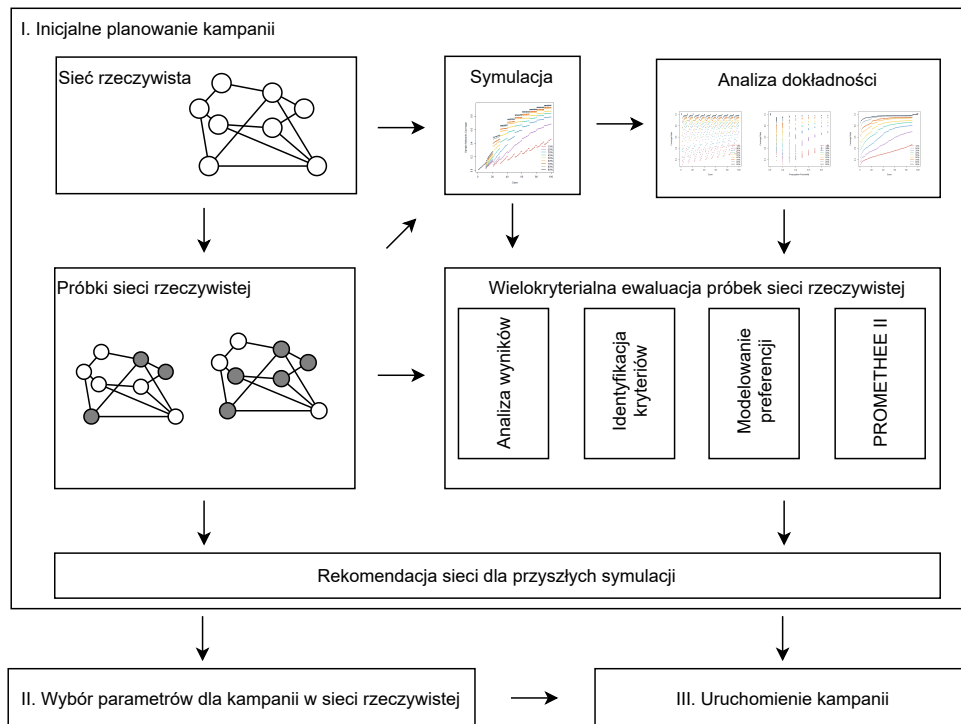 I. Inicjalne planowanie kampanii
Sieć rzeczywista
Symulacja
Analiza dokładności
Próbki sieci rzeczywistej
Wielokryterialna ewaluacja próbek sieci rzeczywistej
Analiza wyników
Identyfikacja
kryteriów
Modelowanie
preferencji
PROMETHEE II
Rekomendacja sieci dla przyszłych symulacji
II. Wybór parametrów dla kampanii w sieci rzeczywistej
III. Uruchomienie kampanii